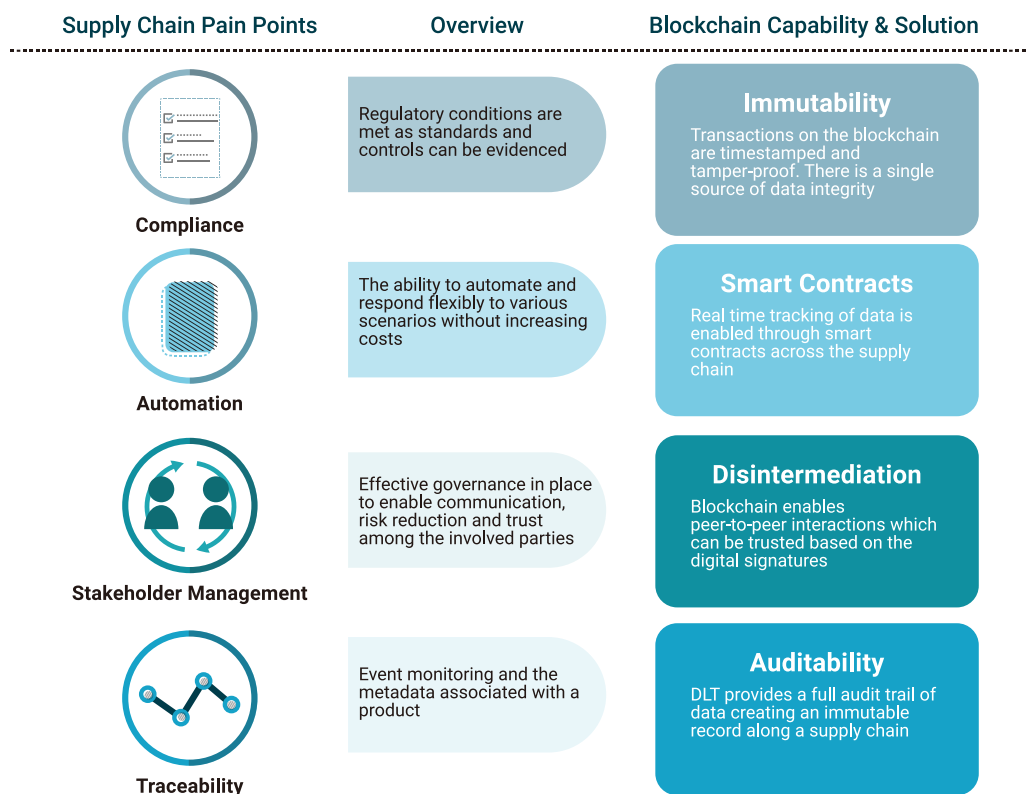 Supply Chain Pain Points
Overview
Blockchain Capability & Solution
Compliance
Regulatory conditions are
met as standards and
controls can be evidenced
Immutability
Transactions on the blockchain
are timestamped and
tamper-proof. There is a single
source of data integrity
Automation
The ability to automate and
respond flexibly to various
scenarios without increasing
costs
Smart Contracts
Real time tracking of data is
enabled through smart
contracts across the supply
chain
Stakeholder Management
Effective governance in place
to enable communication,
risk reduction and trust
among the involved parties
Disintermediation
Blockchain enables
peer-to-peer interactions which
can be trusted based on the
digital signatures
Traceability
Event monitoring and the
metadata associated with a
product
Auditability
DLT provides a full audit trail of
data creating an immutable
record along a supply chain